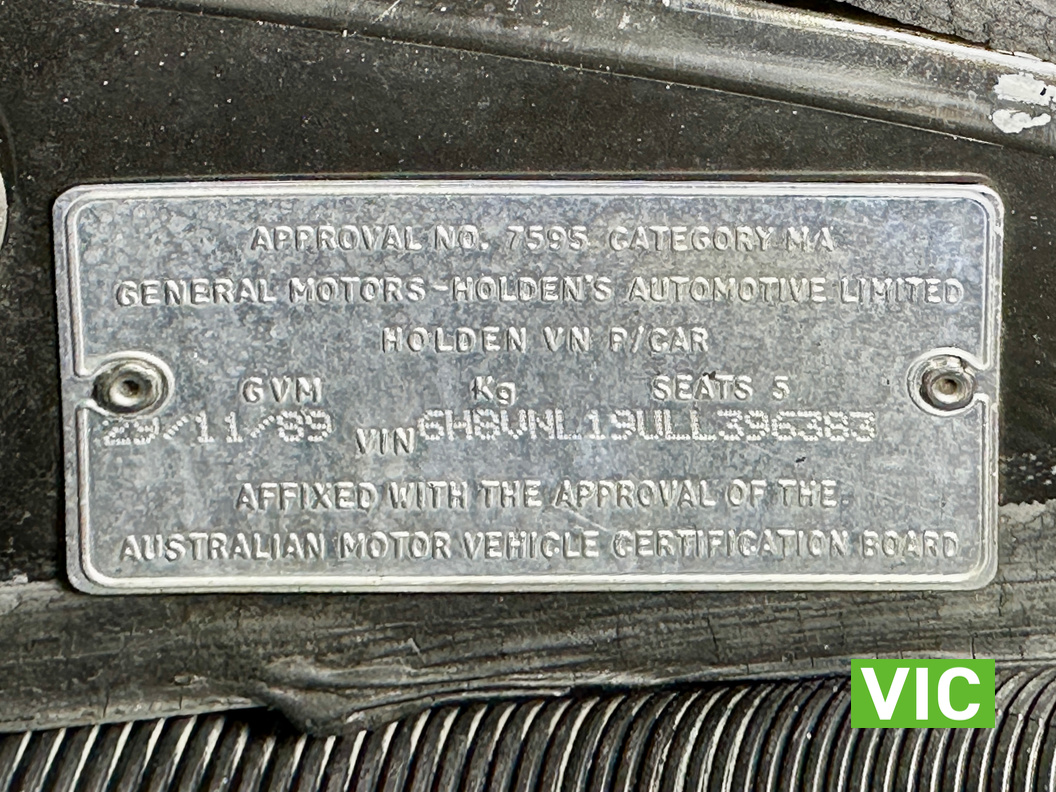 APPROVAL NO. 7595 CATEGORY MA
GENERAL MOTORS-HOLDEN'S AUTOMOTIVE LIMITED
HOLDEN VN P/CAR
GVM Kg SEATS 5
29/11/89 VIN 6H8VNL19ULL396383
AFFIXED WITH THE APPROVAL OF THE
AUSTRALIAN MOTOR VEHICLE CERTIFICATION BOARD
VIC